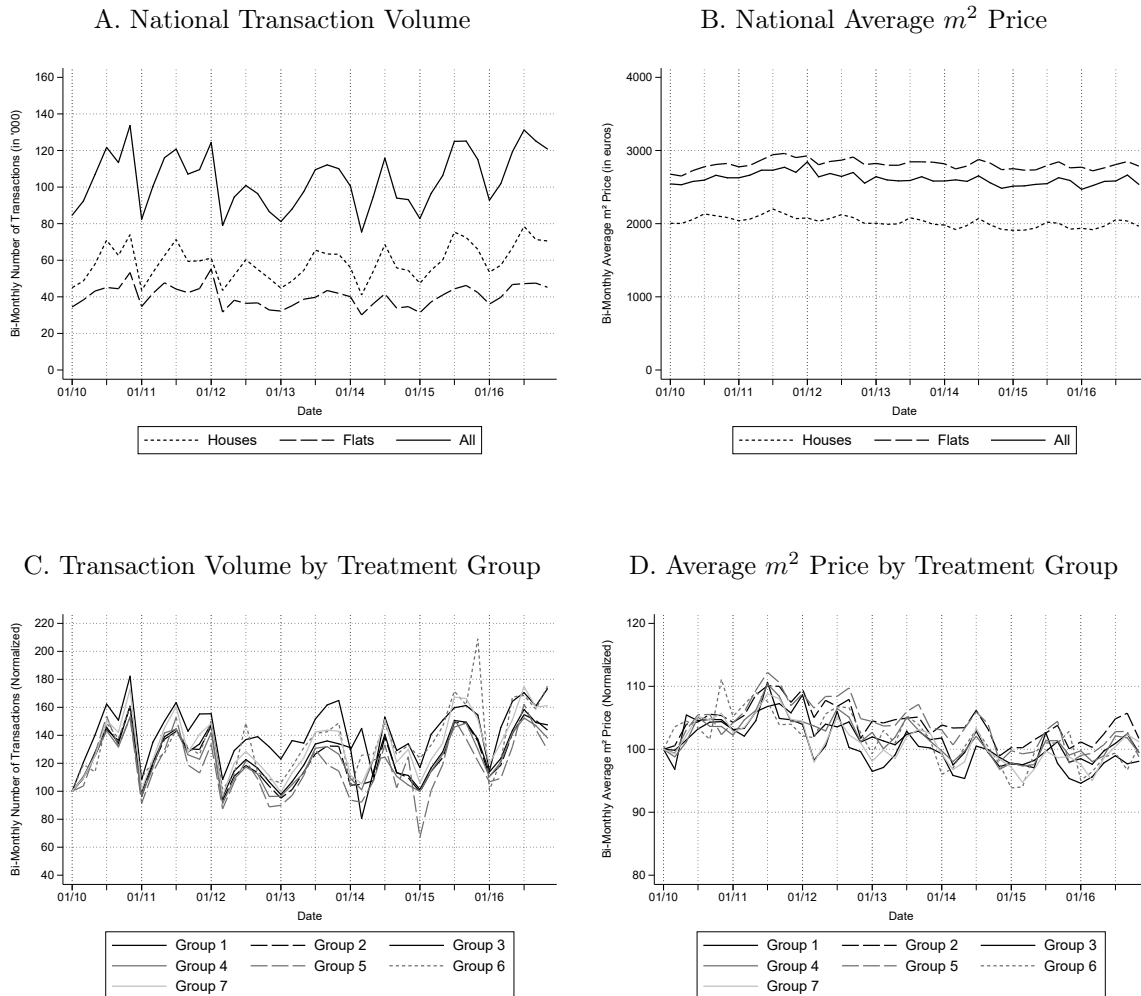 A. National Transaction Volume
B. National Average m² Price
Bi-Monthly Number of Transactions (in '000)
160
140
120
100
80
60
40
20
0
01/10 01/11 01/12 01/13 01/14 01/15 01/16
Date
Houses Flats All
Bi-Monthly Average m² Price (in euros)
4000
3000
2000
1000
0
01/10 01/11 01/12 01/13 01/14 01/15 01/16
Date
Houses Flats All
C. Transaction Volume by Treatment Group
D. Average m² Price by Treatment Group
Bi-Monthly Number of Transactions (Normalized)
220
200
180
160
140
120
100
80
60
40
01/10 01/11 01/12 01/13 01/14 01/15 01/16
Date
Group 1 Group 2 Group 3
Group 4 Group 5 Group 6
Group 7
Bi-Monthly Average m² Price (Normalized)
120
110
100
90
80
01/10 01/11 01/12 01/13 01/14 01/15 01/16
Date
Group 1 Group 2 Group 3
Group 4 Group 5 Group 6
Group 7